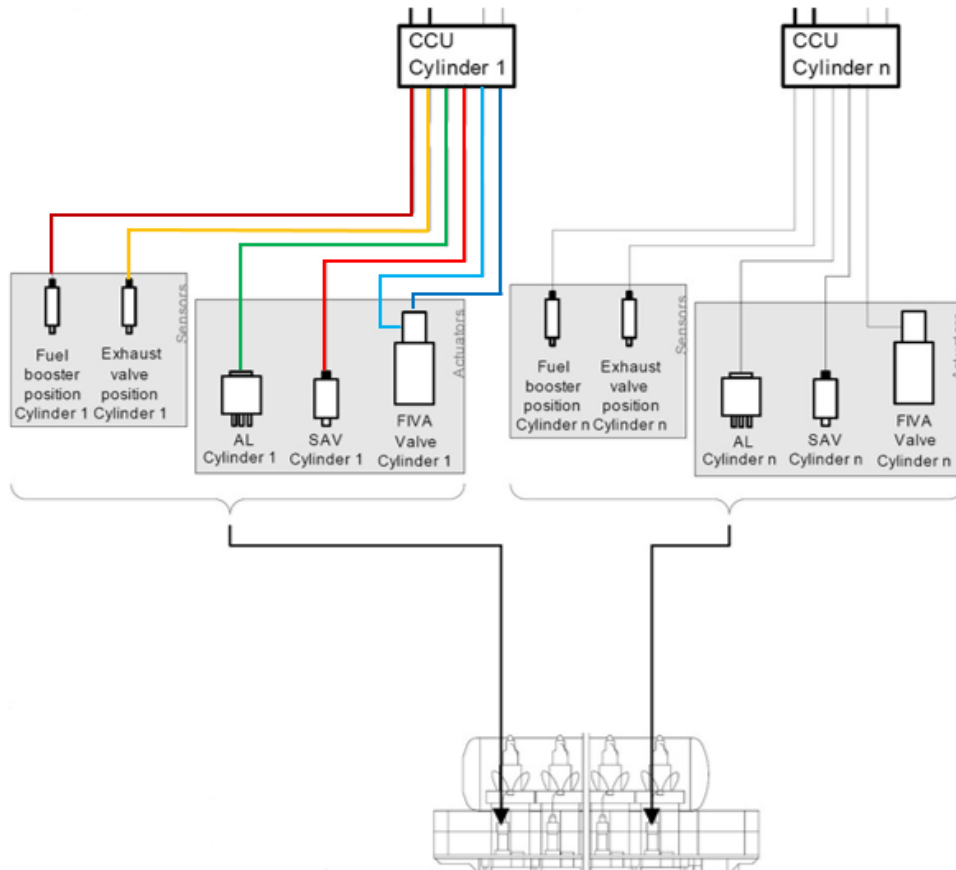 CCU
Cylinder 1
CCU
Cylinder n
Sensors
Fuel
booster
position
Cylinder 1
Exhaust
valve
position
Cylinder 1
Actuators
AL
Cylinder 1
SAV
Cylinder 1
FIVA
Valve
Cylinder 1
Sensors
Fuel
booster
position
Cylinder n
Exhaust
valve
position
Cylinder n
AL
Cylinder n
SAV
Cylinder n
FIVA
Valve
Cylinder n